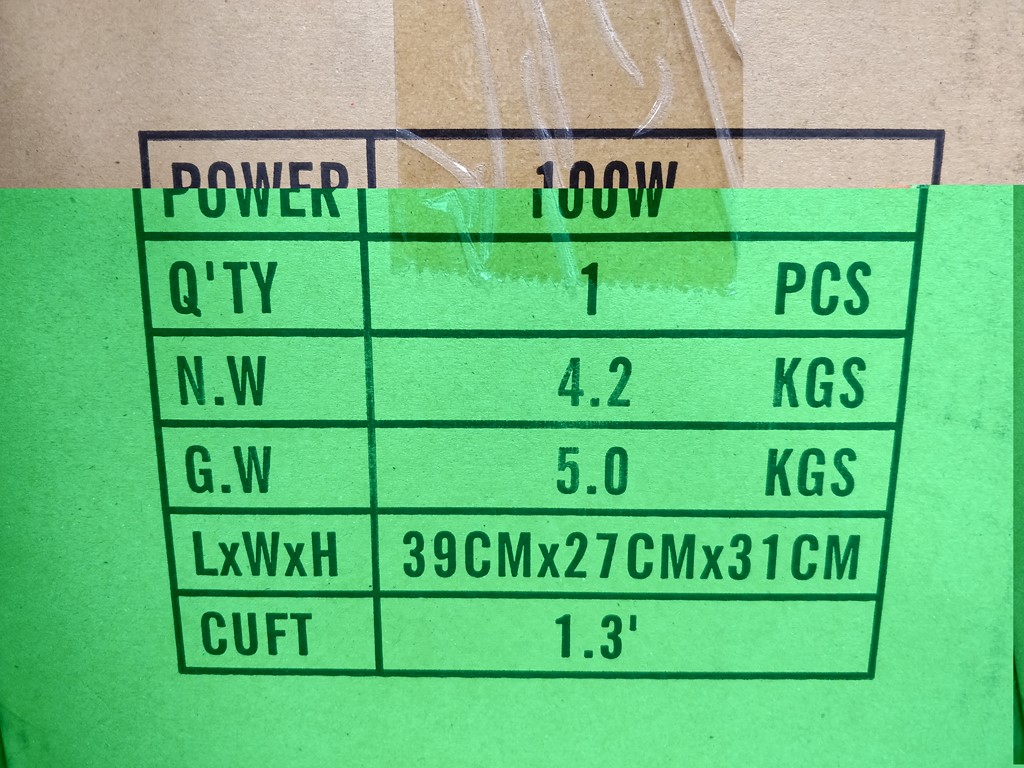 POWER 100W
Q'TY 1 PCS
N.W 4.2 KGS
G.W 5.0 KGS
LxWxH 39CMx27CMx31CM
CUFT 1.3'